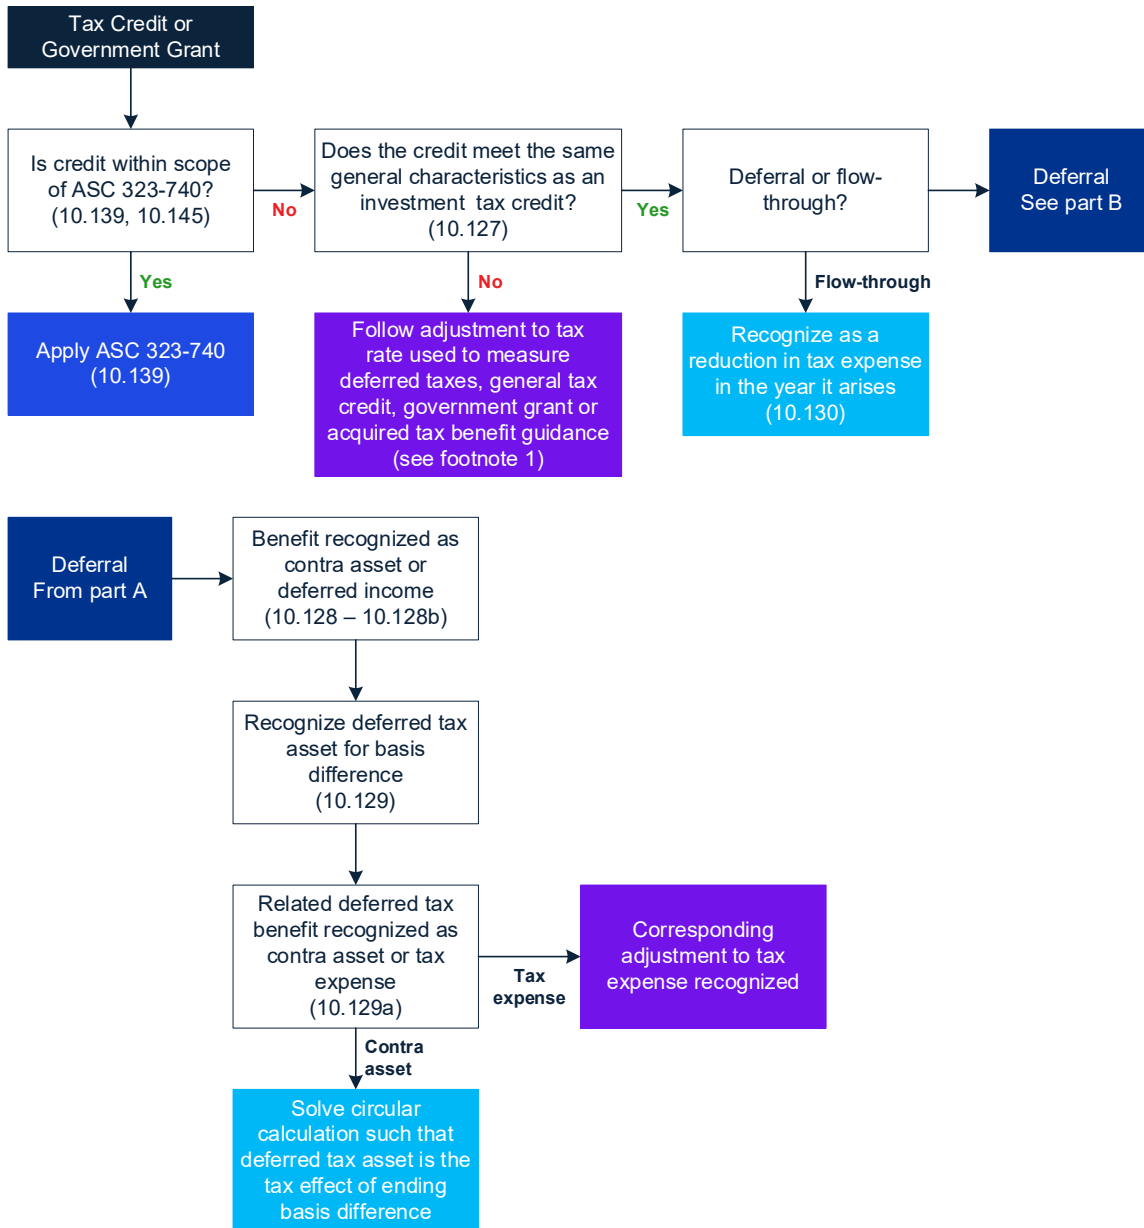 Tax Credit or
Government Grant
Is credit within scope
of ASC 323-740?
(10.139, 10.145)
No
Does the credit meet the same
general characteristics as an
investment tax credit?
(10.127)
Yes
Deferral or flow-
through?
Deferral
See part B
Yes
No
Flow-through
Apply ASC 323-740
(10.139)
Follow adjustment to tax
rate used to measure
deferred taxes, general tax
credit, government grant or
acquired tax benefit guidance
(see footnote 1)
Recognize as a
reduction in tax expense
in the year it arises
(10.130)
Deferral
From part A
Benefit recognized as
contra asset or
deferred income
(10.128 – 10.128b)
Recognize deferred tax
asset for basis
difference
(10.129)
Related deferred tax
benefit recognized as
contra asset or tax
expense
(10.129a)
Tax
expense
Corresponding
adjustment to tax
expense recognized
Contra
asset
Solve circular
calculation such that
deferred tax asset is the
tax effect of ending
basis difference